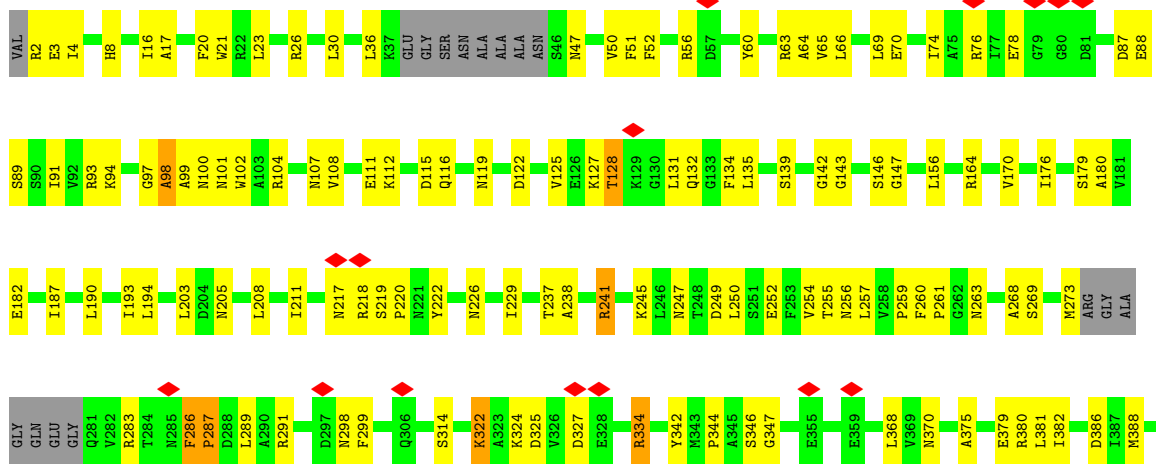 VAL R2 E3 I4 H8 I16 A17 F20 W21 R22 L23 R26 L30 L36 K37 GLU GLY SER ASN ALA ALA ALA ASN S46 N47 V50 F51 F52 R56 D57 Y60 R63 A64 V65 L66 L69 E70 I74 A75 R76 I77 E78 G79 G80 D81 D87 E88
S89 S90 I91 V92 R93 K94 G97 A98 A99 N100 N101 W102 A103 R104 N107 V108 E111 K112 D115 Q116 N119 D122 V125 E126 K127 T128 K129 G130 L131 Q132 G133 F134 L135 S139 G142 G143 S146 G147 L156 R164 V170 I176 S179 A180 V181
E182 I187 L190 I193 L194 L203 D204 N205 L208 I211 N217 R218 S219 P220 N221 Y222 N226 I229 T237 A238 R241 K245 L246 N247 T248 D249 L250 S251 E252 F253 V254 T255 N256 L257 V258 P259 F260 P261 G262 N263 A268 S269 M273 ARG GLY ALA
GLY GLN GLU GLY Q281 V282 R283 T284 N285 F286 P287 D288 L289 A290 R291 D297 N298 F299 Q306 S314 K322 A323 K324 D325 V326 D327 E328 R334 Y342 M343 P344 A345 S346 G347 E355 E359 L368 V369 N370 A375 E379 R380 L381 I382 D386 I387 M388